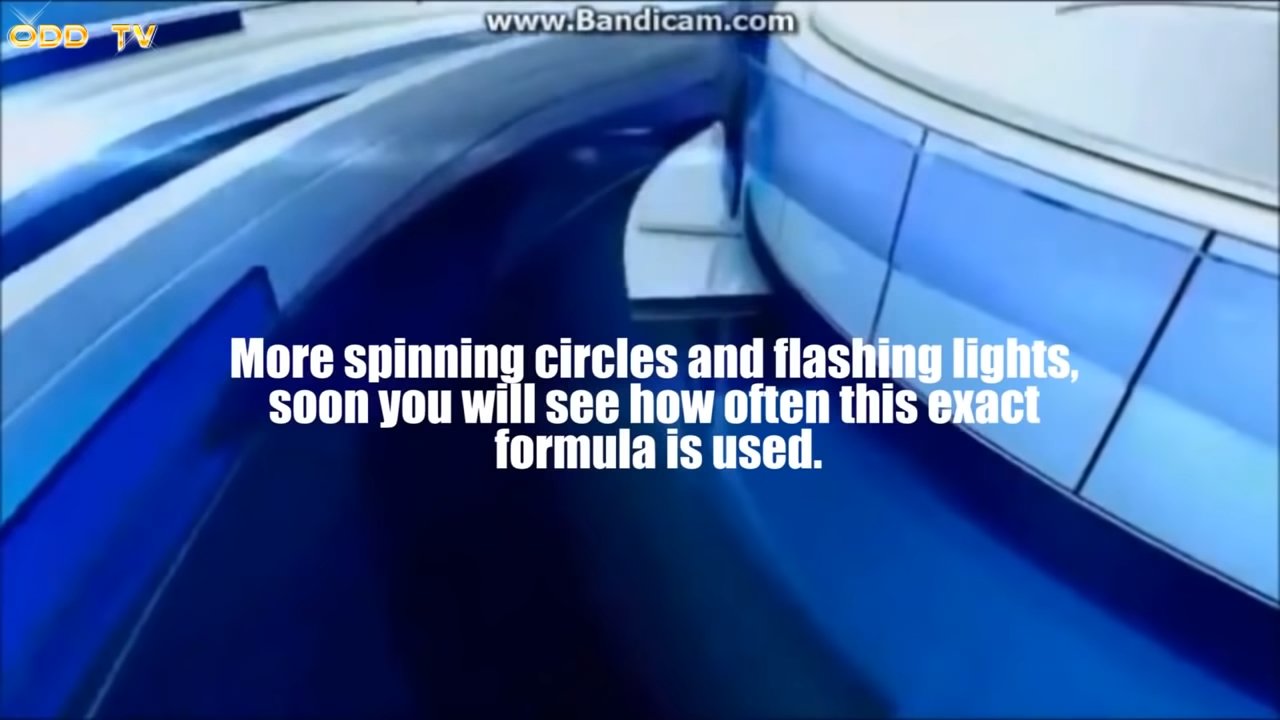 ODD TV
www.Bandicam.com
More spinning circles and flashing lights,
soon you will see how often this exact
formula is used.